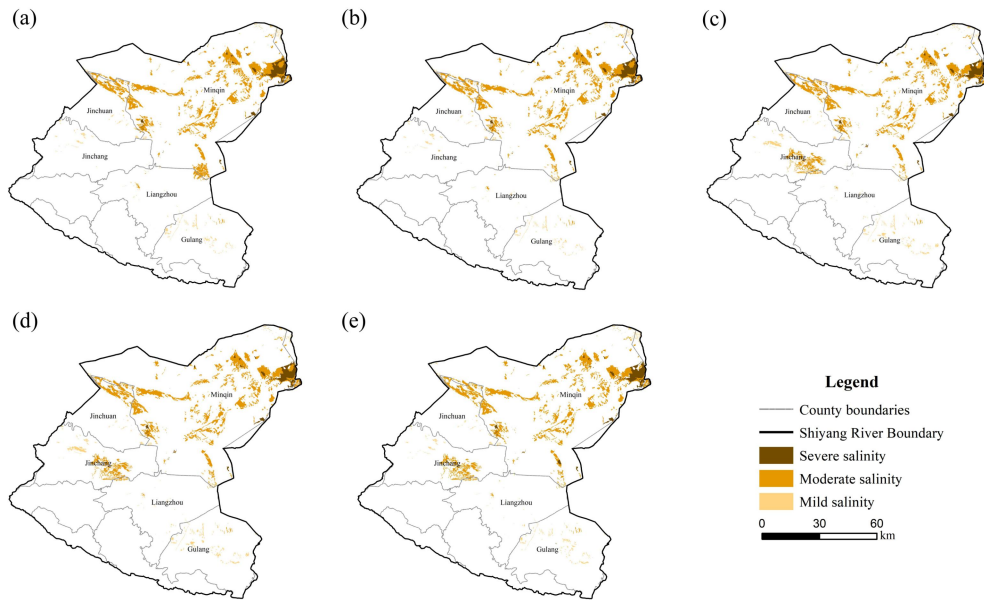 (a)
Minqin
Jinchuan
Jinchang
Liangzhou
Gulang
(b)
Minqin
Jinchuan
Jinchang
Liangzhou
Gulang
(c)
Minqin
Jinchuan
Jinchang
Liangzhou
Gulang
(d)
Minqin
Jinchuan
Jinchang
Liangzhou
Gulang
(e)
Minqin
Jinchuan
Jinchang
Liangzhou
Gulang
Legend
County boundaries
Shiyang River Boundary
Severe salinity
Moderate salinity
Mild salinity
0 30 60
km